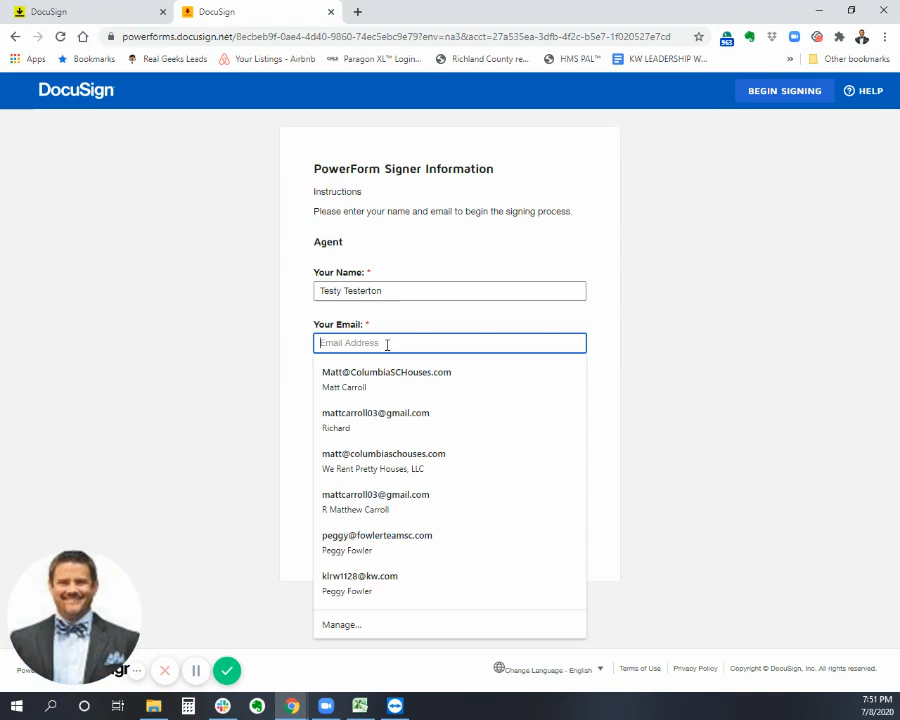 DocuSign
DocuSign
powerforms.docusign.net/8ecbeb9f-0ae4-4d40-9860-74ec5ebc9e79?env=na3&acct=27a535ea-3dfb-4f2c-b5e7-1f020527e7cd
963
Apps
Bookmarks
Real Geeks Leads
Your Listings - Airbnb
Paragon XL™ Login...
Richland County re...
HMS PAL™
KW LEADERSHIP W...
»
Other bookmarks
DocuSign
BEGIN SIGNING
HELP
PowerForm Signer Information
Instructions
Please enter your name and email to begin the signing process.
Agent
Your Name: *
Testy Testerton
Your Email: *
Email Address
Matt@ColumbiaSCHouses.com
Matt Carroll
mattcarroll03@gmail.com
Richard
matt@columbiaschouses.com
We Rent Pretty Houses, LLC
mattcarroll03@gmail.com
R Matthew Carroll
peggy@fowlerteamsc.com
Peggy Fowler
klrw1128@kw.com
Peggy Fowler
Manage...
Change Language - English
Terms of Use
Privacy Policy
Copyright © DocuSign, Inc. All rights reserved.
7:51 PM
7/8/2020